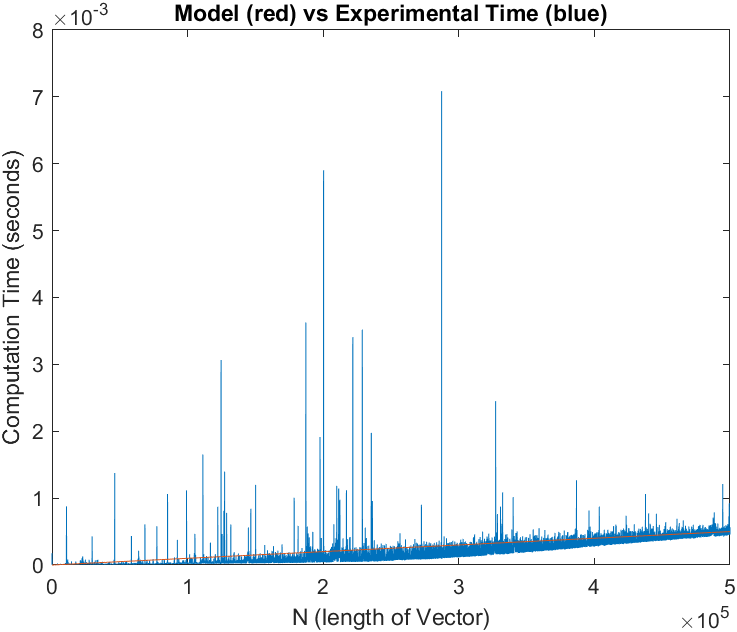 Model (red) vs Experimental Time (blue)
×10-3
8
7
6
5
4
3
2
1
0
Computation Time (seconds)
0 1 2 3 4 5
N (length of Vector)
×105